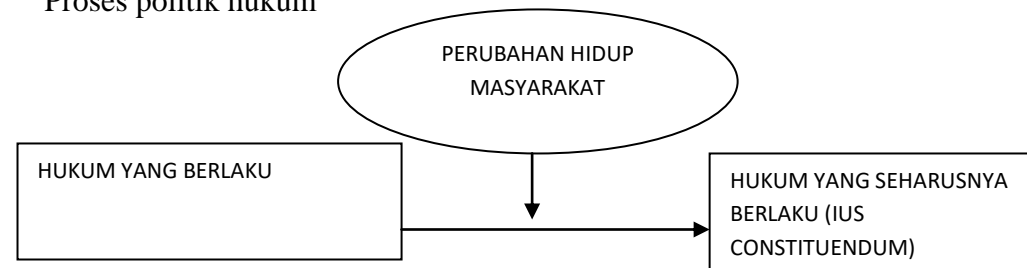 Proses politik hukum
PERUBAHAN HIDUP
MASYARAKAT
HUKUM YANG BERLAKU
HUKUM YANG SEHARUSNYA
BERLAKU (IUS
CONSTITUENDUM)